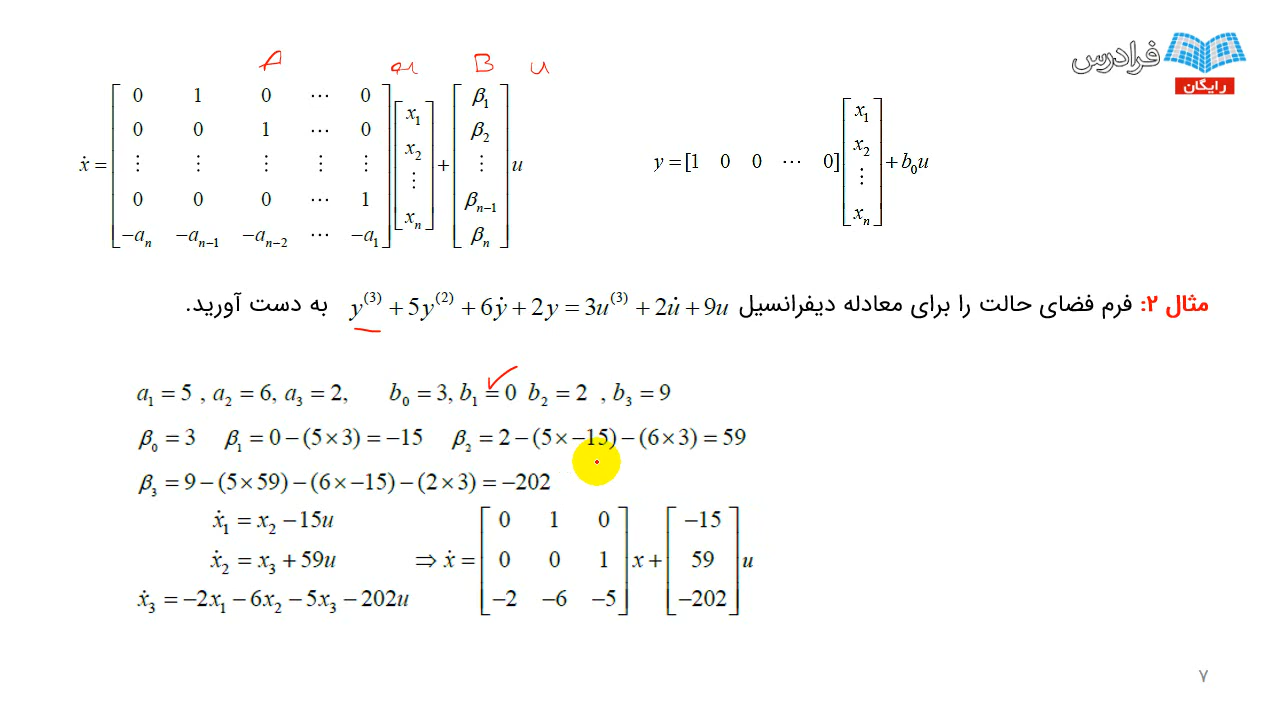 فرادرس
رایگان
A x B u
ẋ = [0 1 0 ⋯ 0; 0 0 1 ⋯ 0; ⋮ ⋮ ⋮ ⋮ ⋮; 0 0 0 ⋯ 1; −aₙ −aₙ₋₁ −aₙ₋₂ ⋯ −a₁] [x₁; x₂; ⋮; xₙ] + [β₁; β₂; ⋮; βₙ₋₁; βₙ] u
y = [1 0 0 ⋯ 0] [x₁; x₂; ⋮; xₙ] + b₀u
مثال ۲: فرم فضای حالت را برای معادله دیفرانسیل y⁽³⁾ + 5y⁽²⁾ + 6ẏ + 2y = 3u⁽³⁾ + 2u̇ + 9u به دست آورید.
a₁ = 5 , a₂ = 6, a₃ = 2, b₀ = 3, b₁ = 0 b₂ = 2 , b₃ = 9
β₀ = 3 β₁ = 0 − (5×3) = −15 β₂ = 2 − (5×−15) − (6×3) = 59
β₃ = 9 − (5×59) − (6×−15) − (2×3) = −202
ẋ₁ = x₂ − 15u
ẋ₂ = x₃ + 59u
ẋ₃ = −2x₁ − 6x₂ − 5x₃ − 202u
⇒ ẋ = [0 1 0; 0 0 1; −2 −6 −5] x + [−15; 59; −202] u
۷